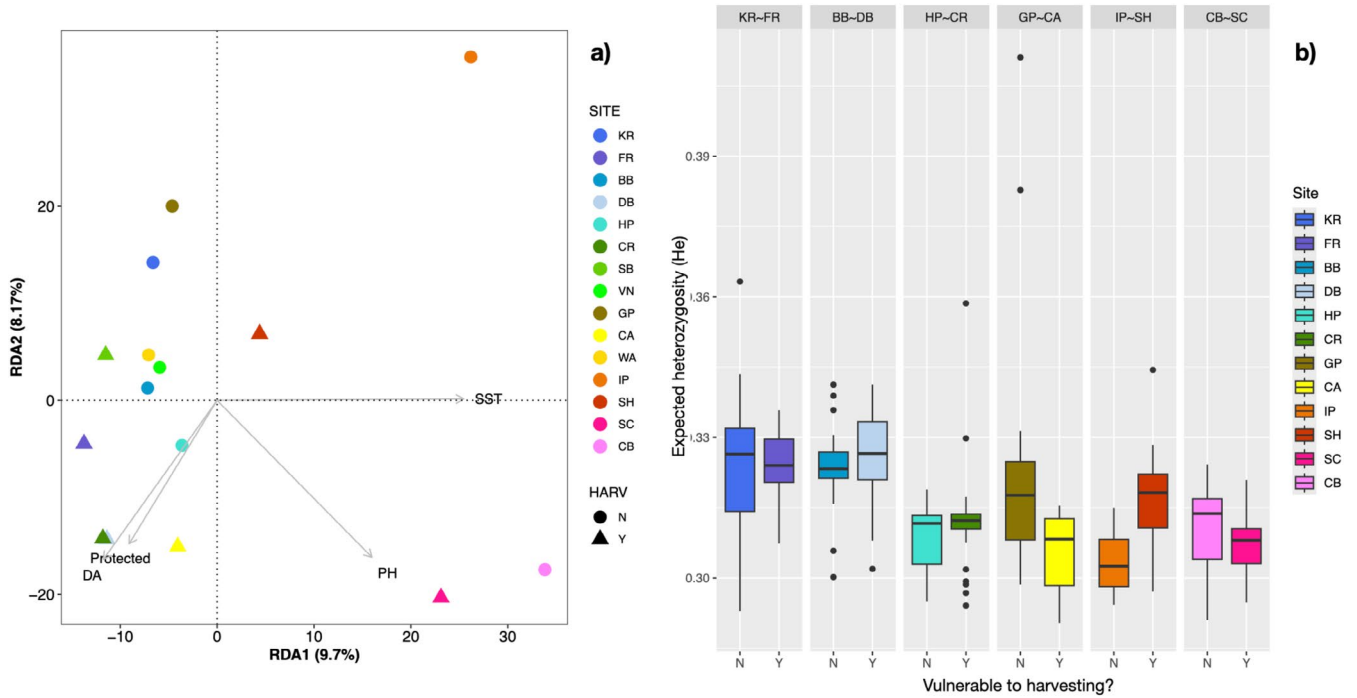 a)
20
0
−20
−10
0
10
20
30
RDA2 (8.17%)
RDA1 (9.7%)
SST
Protected
DA
PH
SITE
KR
FR
BB
DB
HP
CR
SB
VN
GP
CA
WA
IP
SH
SC
CB
HARV
N
Y
b)
KR~FR
BB~DB
HP~CR
GP~CA
IP~SH
CB~SC
Expected heterozygosity (He)
0.39
.36
.33
0.30
N Y N Y N Y N Y N Y N Y
Vulnerable to harvesting?
Site
KR
FR
BB
DB
HP
CR
GP
CA
IP
SH
SC
CB